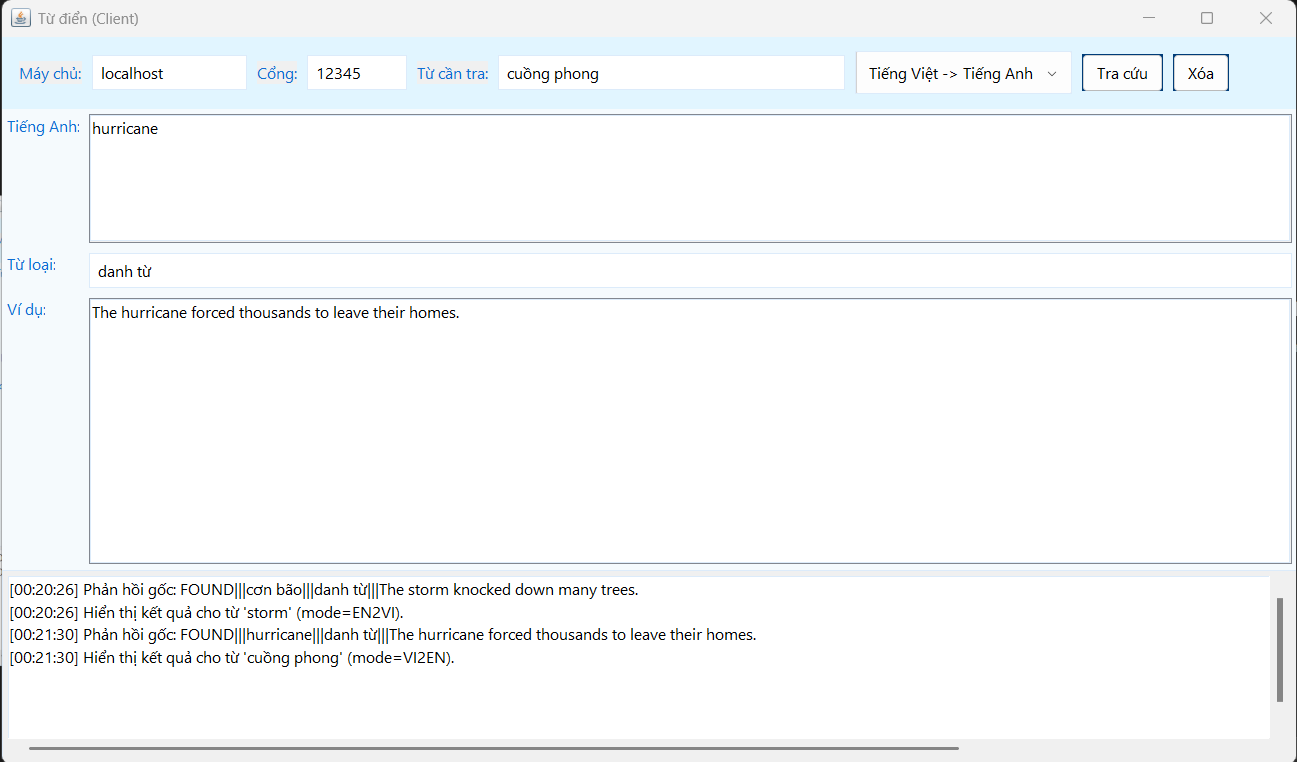 Từ điển (Client)
Máy chủ: localhost Cổng: 12345 Từ cần tra: cuồng phong Tiếng Việt -> Tiếng Anh Tra cứu Xóa
Tiếng Anh: hurricane
Từ loại: danh từ
Ví dụ: The hurricane forced thousands to leave their homes.
[00:20:26] Phản hồi gốc: FOUND|||cơn bão|||danh từ|||The storm knocked down many trees.
[00:20:26] Hiển thị kết quả cho từ 'storm' (mode=EN2VI).
[00:21:30] Phản hồi gốc: FOUND|||hurricane|||danh từ|||The hurricane forced thousands to leave their homes.
[00:21:30] Hiển thị kết quả cho từ 'cuồng phong' (mode=VI2EN).